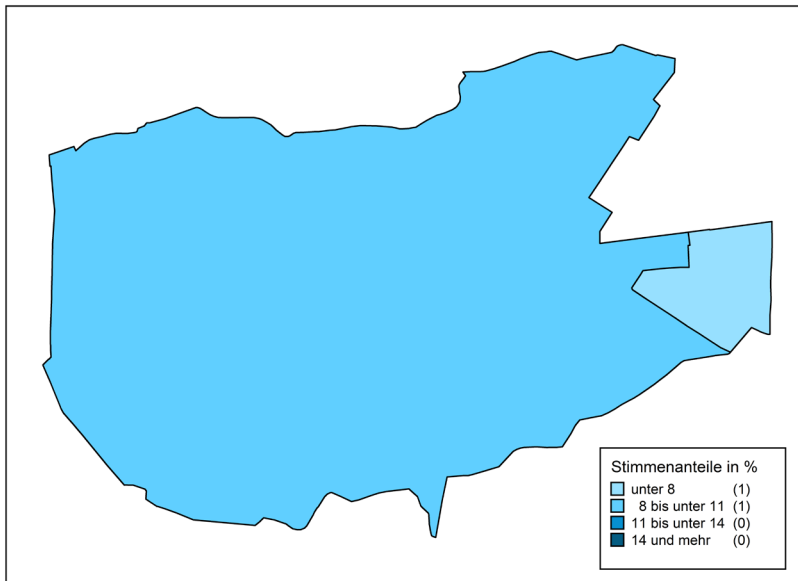 Stimmenanteile in %
unter 8 (1)
8 bis unter 11 (1)
11 bis unter 14 (0)
14 und mehr (0)